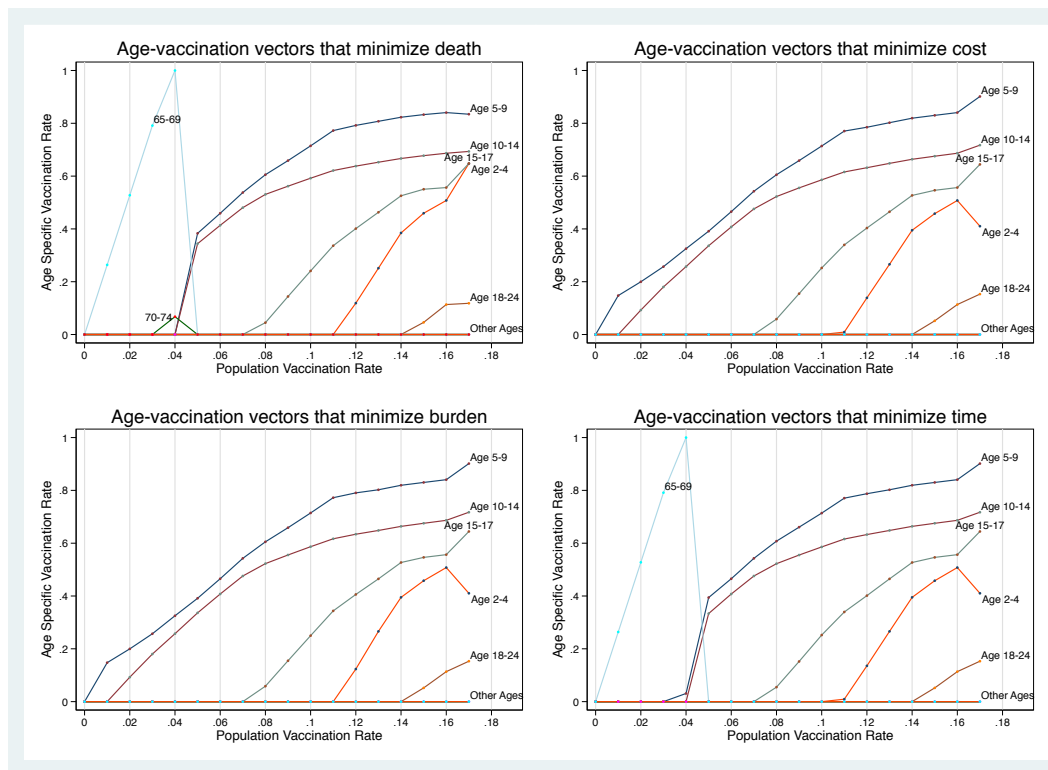 Age-vaccination vectors that minimize death
Age Specific Vaccination Rate
1
.8
.6
.4
.2
0
65-69
70-74
Age 5-9
Age 10-14
Age 15-17
Age 2-4
Age 18-24
Other Ages
0 .02 .04 .06 .08 .1 .12 .14 .16 .18
Population Vaccination Rate
Age-vaccination vectors that minimize cost
Age Specific Vaccination Rate
1
.8
.6
.4
.2
0
Age 5-9
Age 10-14
Age 15-17
Age 2-4
Age 18-24
Other Ages
0 .02 .04 .06 .08 .1 .12 .14 .16 .18
Population Vaccination Rate
Age-vaccination vectors that minimize burden
Age Specific Vaccination Rate
1
.8
.6
.4
.2
0
Age 5-9
Age 10-14
Age 15-17
Age 2-4
Age 18-24
Other Ages
0 .02 .04 .06 .08 .1 .12 .14 .16 .18
Population Vaccination Rate
Age-vaccination vectors that minimize time
Age Specific Vaccination Rate
1
.8
.6
.4
.2
0
65-69
Age 5-9
Age 10-14
Age 15-17
Age 2-4
Age 18-24
Other Ages
0 .02 .04 .06 .08 .1 .12 .14 .16 .18
Population Vaccination Rate